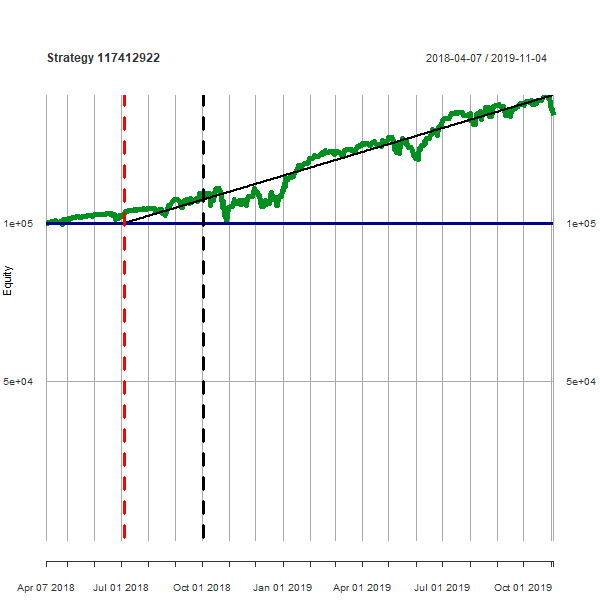 Strategy 117412922
2018-04-07 / 2019-11-04
1e+05
1e+05
Equity
5e+04
5e+04
Apr 07 2018
Jul 01 2018
Oct 01 2018
Jan 01 2019
Apr 01 2019
Jul 01 2019
Oct 01 2019